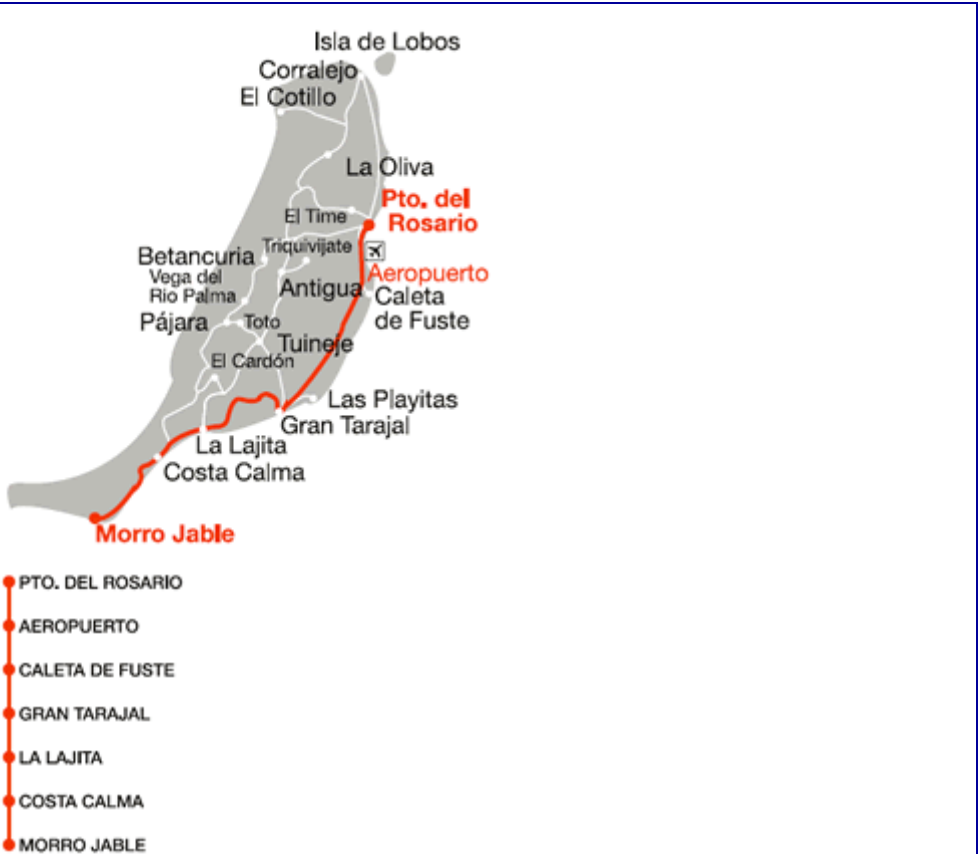 Isla de Lobos
Corralejo
El Cotillo
La Oliva
Pto. del
Rosario
El Time
Triquivijate
Betancuria
Aeropuerto
Vega del
Rio Palma
Antigua
Caleta
de Fuste
Pájara
Toto
Tuineje
El Cardón
Las Playitas
Gran Tarajal
La Lajita
Costa Calma
Morro Jable
PTO. DEL ROSARIO
AEROPUERTO
CALETA DE FUSTE
GRAN TARAJAL
LA LAJITA
COSTA CALMA
MORRO JABLE